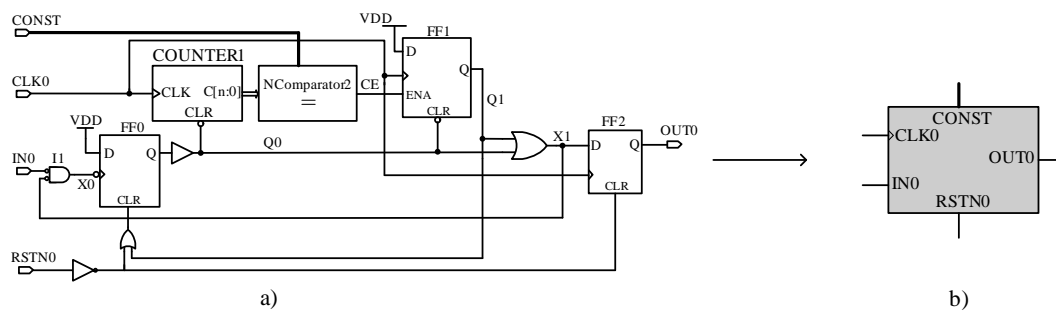 CONST
VDD
FF1
D
Q
COUNTER1
CLK0
CLK
C[n:0]
NComparator2
=
CE
ENA
CLR
CLR
Q1
VDD
FF0
D
Q
Q0
IN0
I1
X0
CLR
X1
FF2
D
Q
CLR
OUT0
RSTN0
a)
CONST
CLK0
OUT0
IN0
RSTN0
b)